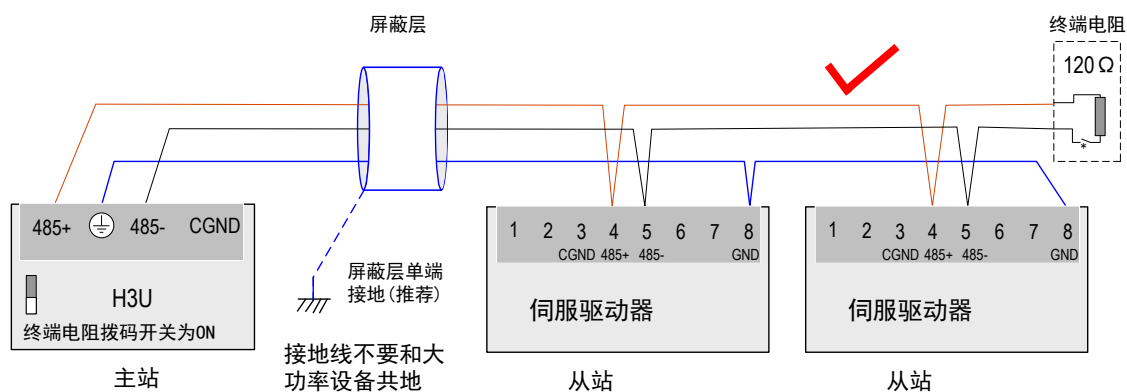 屏蔽层
终端电阻
120Ω
*
485+ 485- CGND
H3U
终端电阻拨码开关为ON
主站
屏蔽层单端
接地(推荐)
接地线不要和大
功率设备共地
1 2 3 4 5 6 7 8
CGND 485+ 485- GND
伺服驱动器
从站
1 2 3 4 5 6 7 8
CGND 485+ 485- GND
伺服驱动器
从站